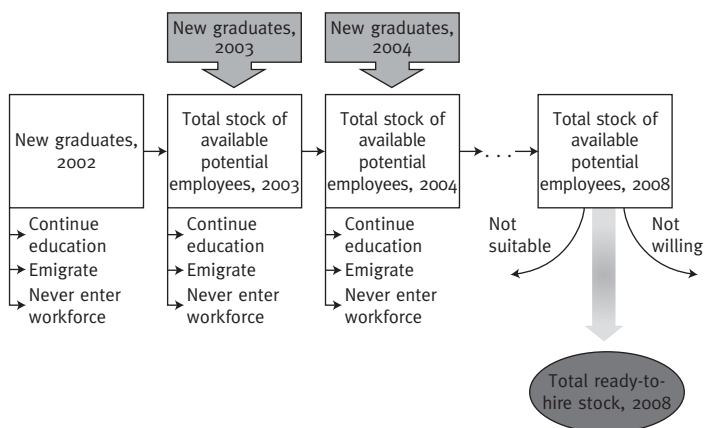 New graduates,
2003
New graduates,
2004
New graduates,
2002
Total stock of
available
potential
employees, 2003
Total stock of
available
potential
employees, 2004
. . .
Total stock of
available
potential
employees, 2008
Continue
education
Emigrate
Never enter
workforce
Continue
education
Emigrate
Never enter
workforce
Continue
education
Emigrate
Never enter
workforce
Not
suitable
Not
willing
Total ready-to-
hire stock, 2008